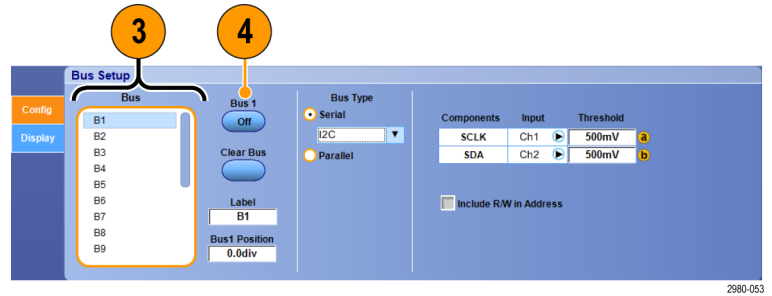 3
4
Bus Setup
Config
Display
Bus
B1
B2
B3
B4
B5
B6
B7
B8
B9
Bus 1
Off
Clear Bus
Label
B1
Bus1 Position
0.0div
Bus Type
Serial
I2C
Parallel
Components Input Threshold
SCLK Ch1 500mV a
SDA Ch2 500mV b
Include R/W in Address
2980-053